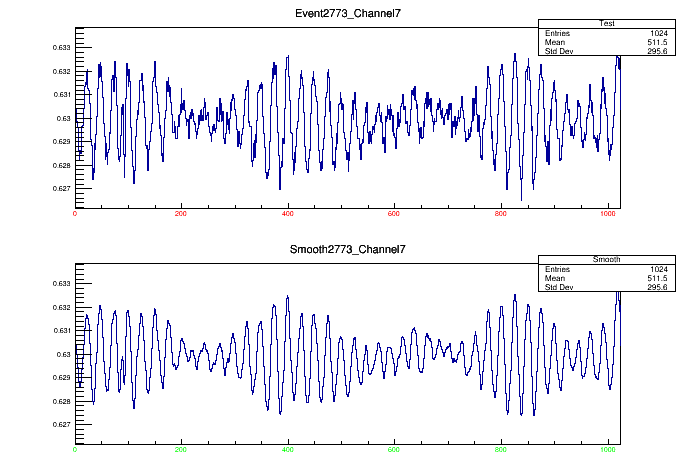 Event2773_Channel7
Test
Entries 1024
Mean 511.5
Std Dev 295.6
0.633
0.632
0.631
0.63
0.629
0.628
0.627
0 200 400 600 800 1000
Smooth2773_Channel7
Smooth
Entries 1024
Mean 511.5
Std Dev 295.6
0.633
0.632
0.631
0.63
0.629
0.628
0.627
0 200 400 600 800 1000